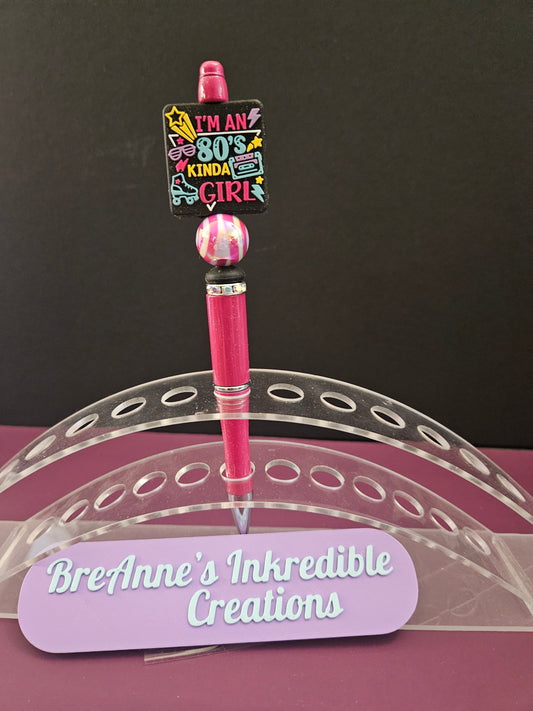 I'M AN
80's
KINDA
GIRL
BreAnne's Inkredible
Creations